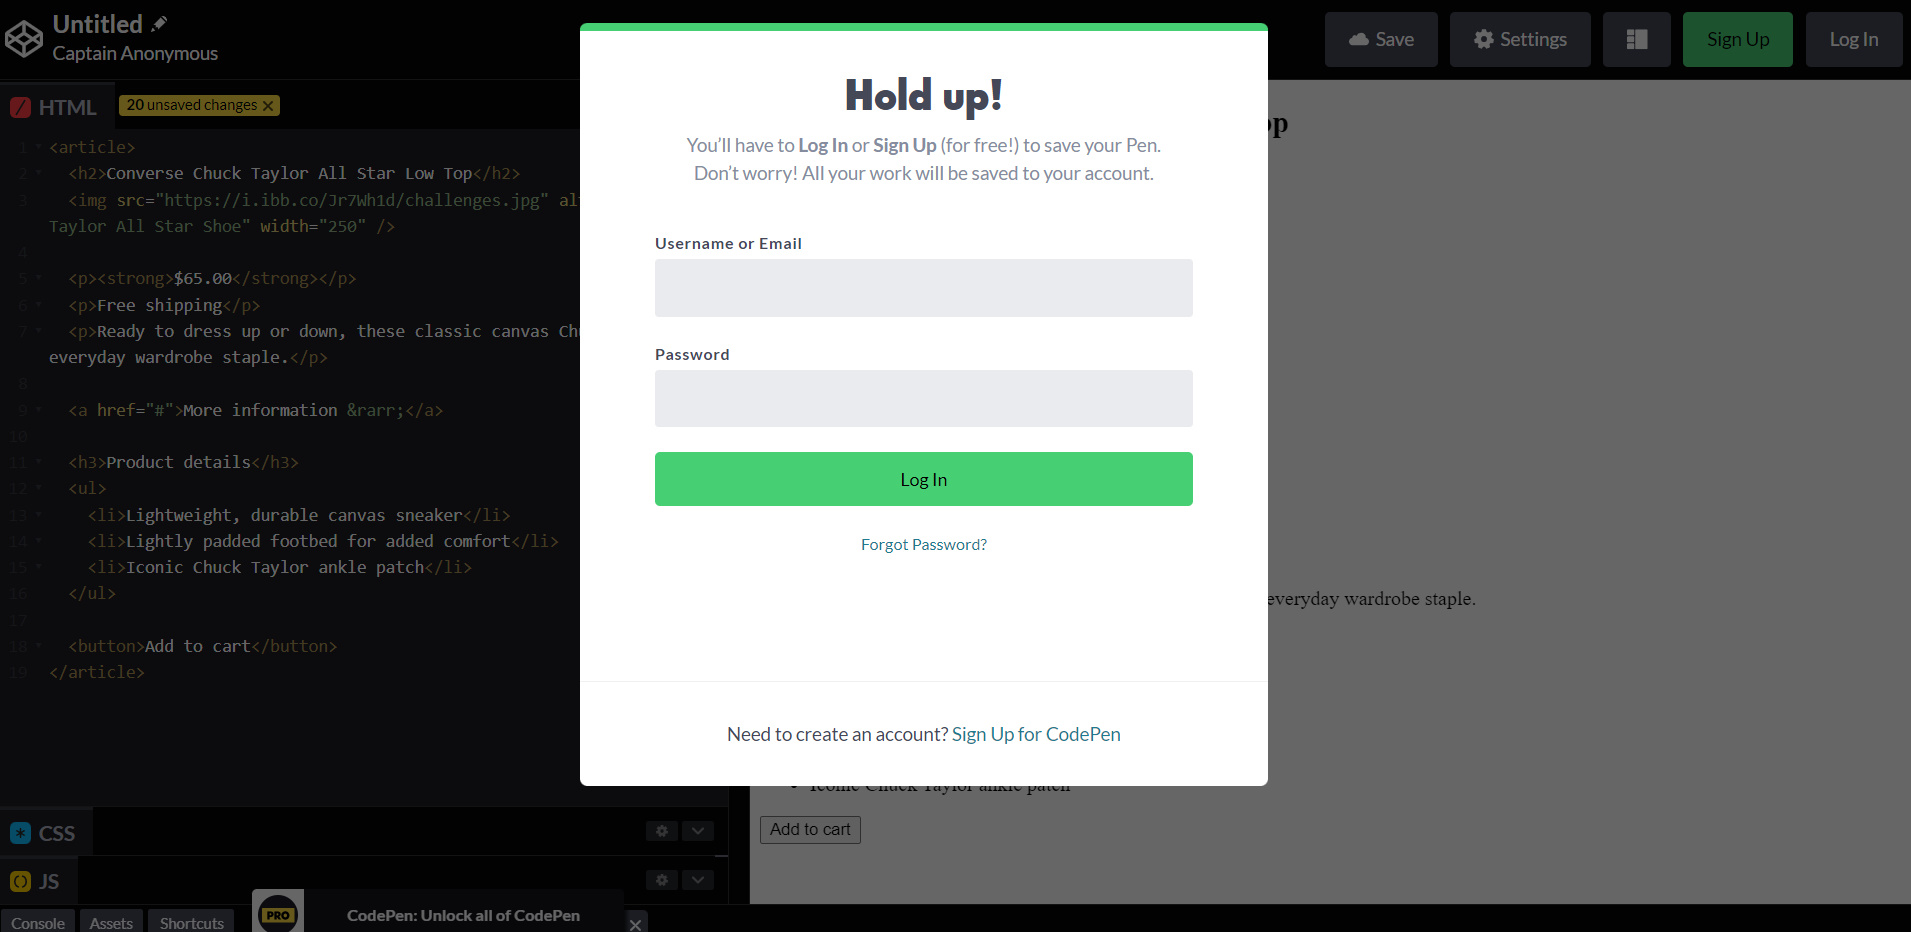 Untitled
Captain Anonymous
Save
Settings
Sign Up
Log In
HTML
20 unsaved changes
1 <article>
2 <h2>Converse Chuck Taylor All Star Low Top</h2>
3 <img src="https://i.ibb.co/Jr7Wh1d/challenges.jpg"
Taylor All Star Shoe" width="250" />
4
5 <p><strong>$65.00</strong></p>
6 <p>Free shipping</p>
7 <p>Ready to dress up or down, these classic canvas
everyday wardrobe staple.</p>
8
9 <a href="#">More information &rarr;</a>
10
11 <h3>Product details</h3>
12 <ul>
13 <li>Lightweight, durable canvas sneaker</li>
14 <li>Lightly padded footbed for added comfort</li>
15 <li>Iconic Chuck Taylor ankle patch</li>
16 </ul>
17
18 <button>Add to cart</button>
19 </article>
CSS
JS
Console
Assets
Shortcuts
PRO
CodePen: Unlock all of CodePen
Hold up!
You'll have to Log In or Sign Up (for free!) to save your Pen.
Don't worry! All your work will be saved to your account.
Username or Email
Password
Log In
Forgot Password?
Need to create an account? Sign Up for CodePen
everyday wardrobe staple.
Iconic Chuck Taylor ankle patch
Add to cart